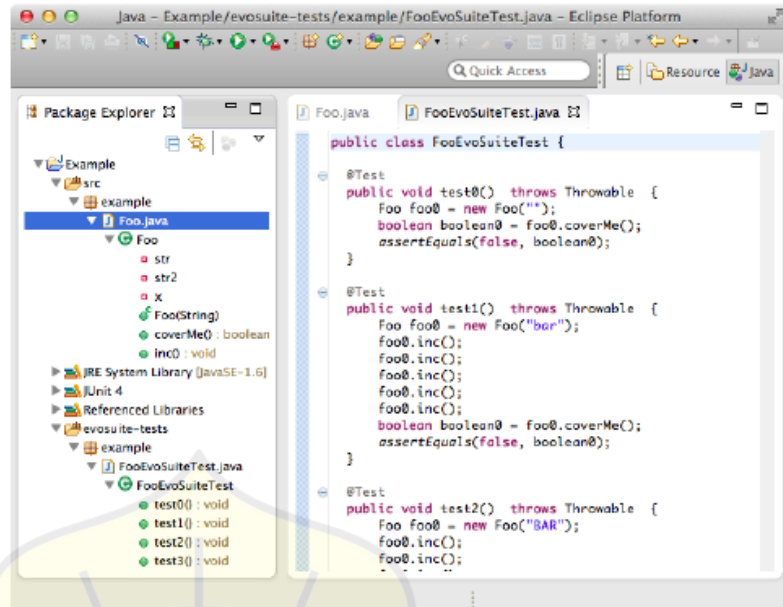 Java - Example/evosuite-tests/example/FooEvoSuiteTest.java - Eclipse Platform
Quick Access
Resource
Java
Package Explorer
Example
src
example
Foo.java
Foo
str
str2
x
Foo(String)
coverMe() : boolean
inc() : void
JRE System Library [JavaSE-1.6]
JUnit 4
Referenced Libraries
evosuite-tests
example
FooEvoSuiteTest.java
FooEvoSuiteTest
test0() : void
test1() : void
test2() : void
test3() : void
Foo.java
FooEvoSuiteTest.java
public class FooEvoSuiteTest {
@Test
public void test0()  throws Throwable  {
Foo foo0 = new Foo("");
boolean boolean0 = foo0.coverMe();
assertEquals(false, boolean0);
}
@Test
public void test1()  throws Throwable  {
Foo foo0 = new Foo("bar");
foo0.inc();
foo0.inc();
foo0.inc();
foo0.inc();
foo0.inc();
boolean boolean0 = foo0.coverMe();
assertEquals(false, boolean0);
}
@Test
public void test2()  throws Throwable  {
Foo foo0 = new Foo("BAR");
foo0.inc();
foo0.inc();